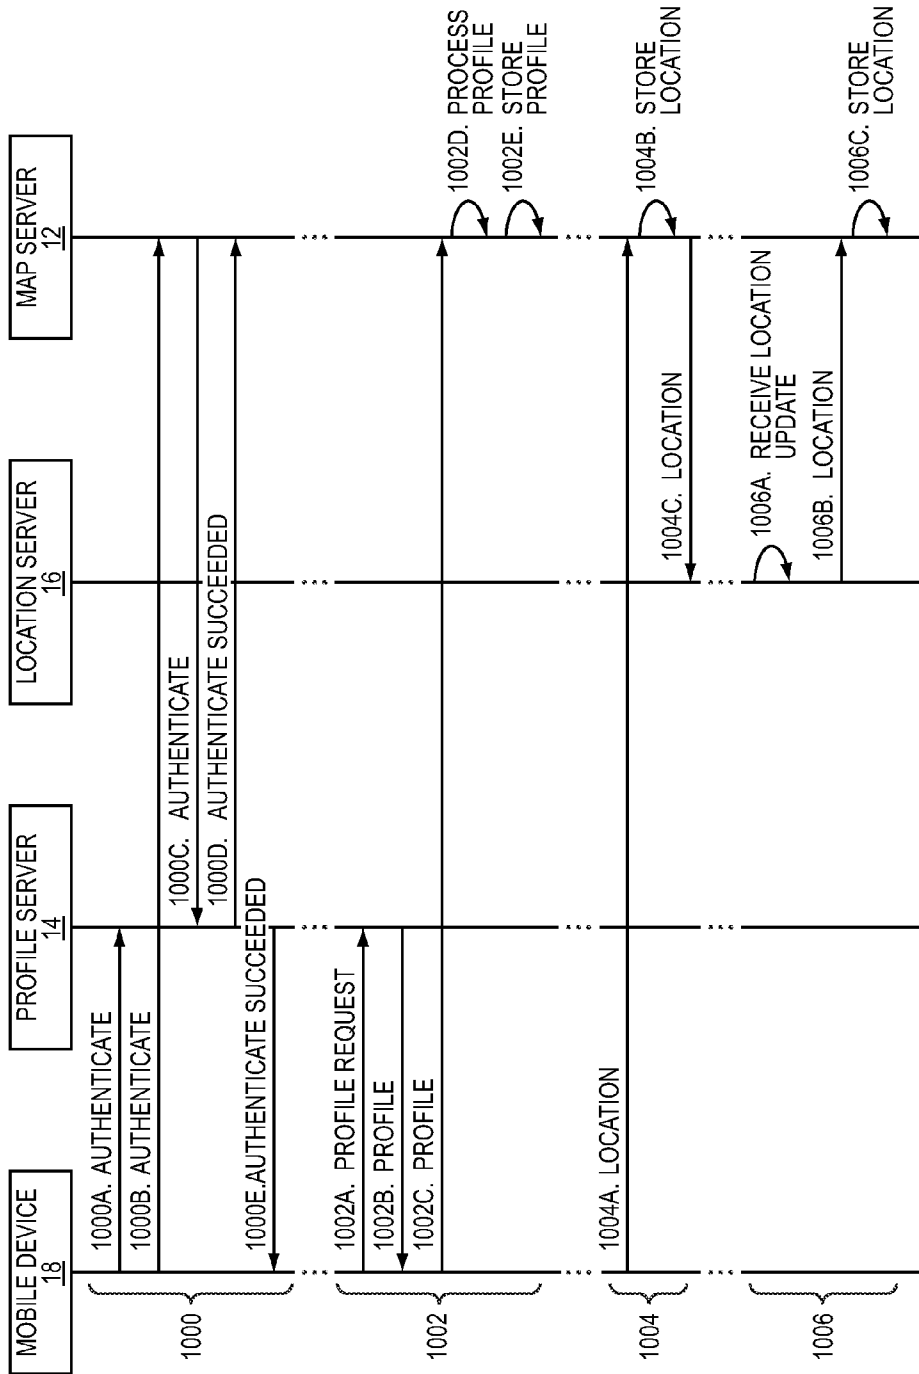 MOBILE DEVICE
18
PROFILE SERVER
14
LOCATION SERVER
16
MAP SERVER
12
1000
1000A. AUTHENTICATE
1000B. AUTHENTICATE
1000C. AUTHENTICATE
1000D. AUTHENTICATE SUCCEEDED
1000E.AUTHENTICATE SUCCEEDED
1002
1002A. PROFILE REQUEST
1002B. PROFILE
1002C. PROFILE
1002D. PROCESS
PROFILE
1002E. STORE
PROFILE
1004
1004A. LOCATION
1004B. STORE
LOCATION
1004C. LOCATION
1006
1006A. RECEIVE LOCATION
UPDATE
1006B. LOCATION
1006C. STORE
LOCATION